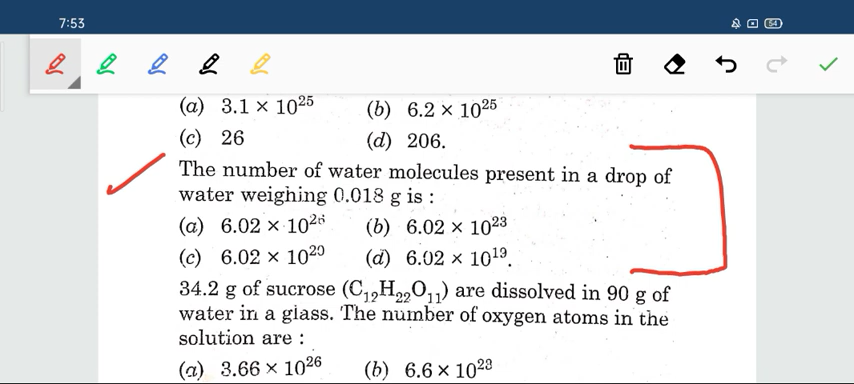 7:53
54
(a) 3.1 × 10²⁵ (b) 6.2 × 10²⁵
(c) 26 (d) 206.
The number of water molecules present in a drop of
water weighing 0.018 g is :
(a) 6.02 × 10²⁶ (b) 6.02 × 10²³
(c) 6.02 × 10²⁰ (d) 6.02 × 10¹⁹.
34.2 g of sucrose (C₁₂H₂₂O₁₁) are dissolved in 90 g of
water in a glass. The number of oxygen atoms in the
solution are :
(a) 3.66 × 10²⁶ (b) 6.6 × 10²³